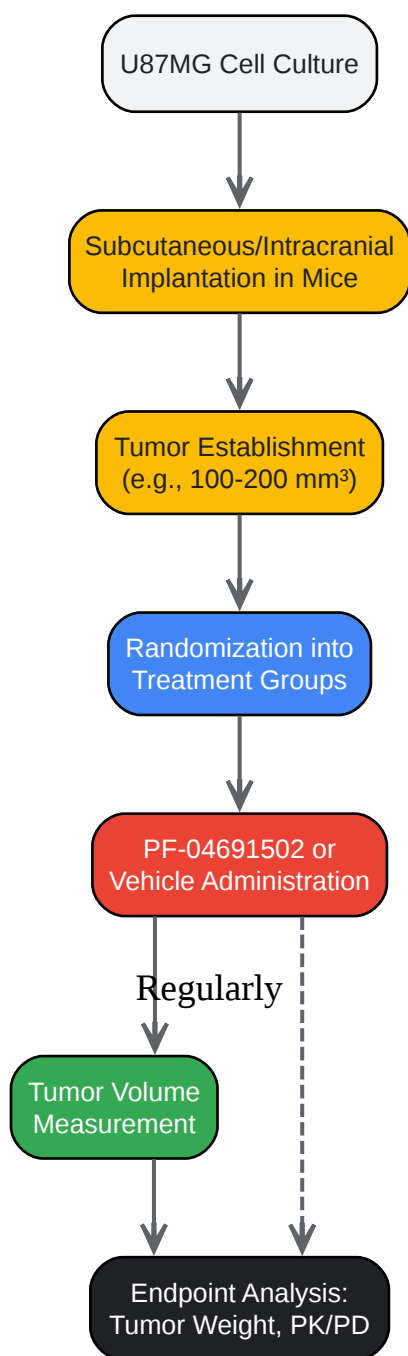 U87MG Cell Culture
Subcutaneous/Intracranial
Implantation in Mice
Tumor Establishment
(e.g., 100-200 mm³)
Randomization into
Treatment Groups
PF-04691502 or
Vehicle Administration
Regularly
Tumor Volume
Measurement
Endpoint Analysis:
Tumor Weight, PK/PD